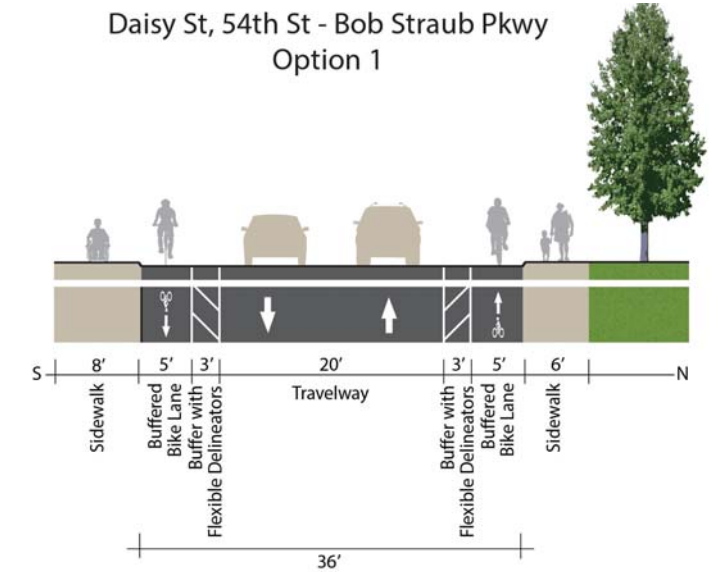 Daisy St, 54th St - Bob Straub Pkwy
Option 1
S
8’
5’
3’
20’
3’
5’
6’
N
Sidewalk
Buffered
Bike Lane
Buffer with
Flexible Delineators
Travelway
Buffer with
Flexible Delineators
Buffered
Bike Lane
Sidewalk
36’